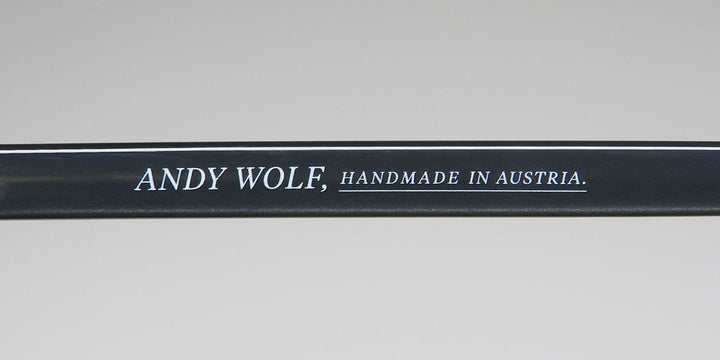 ANDY WOLF, HANDMADE IN AUSTRIA.